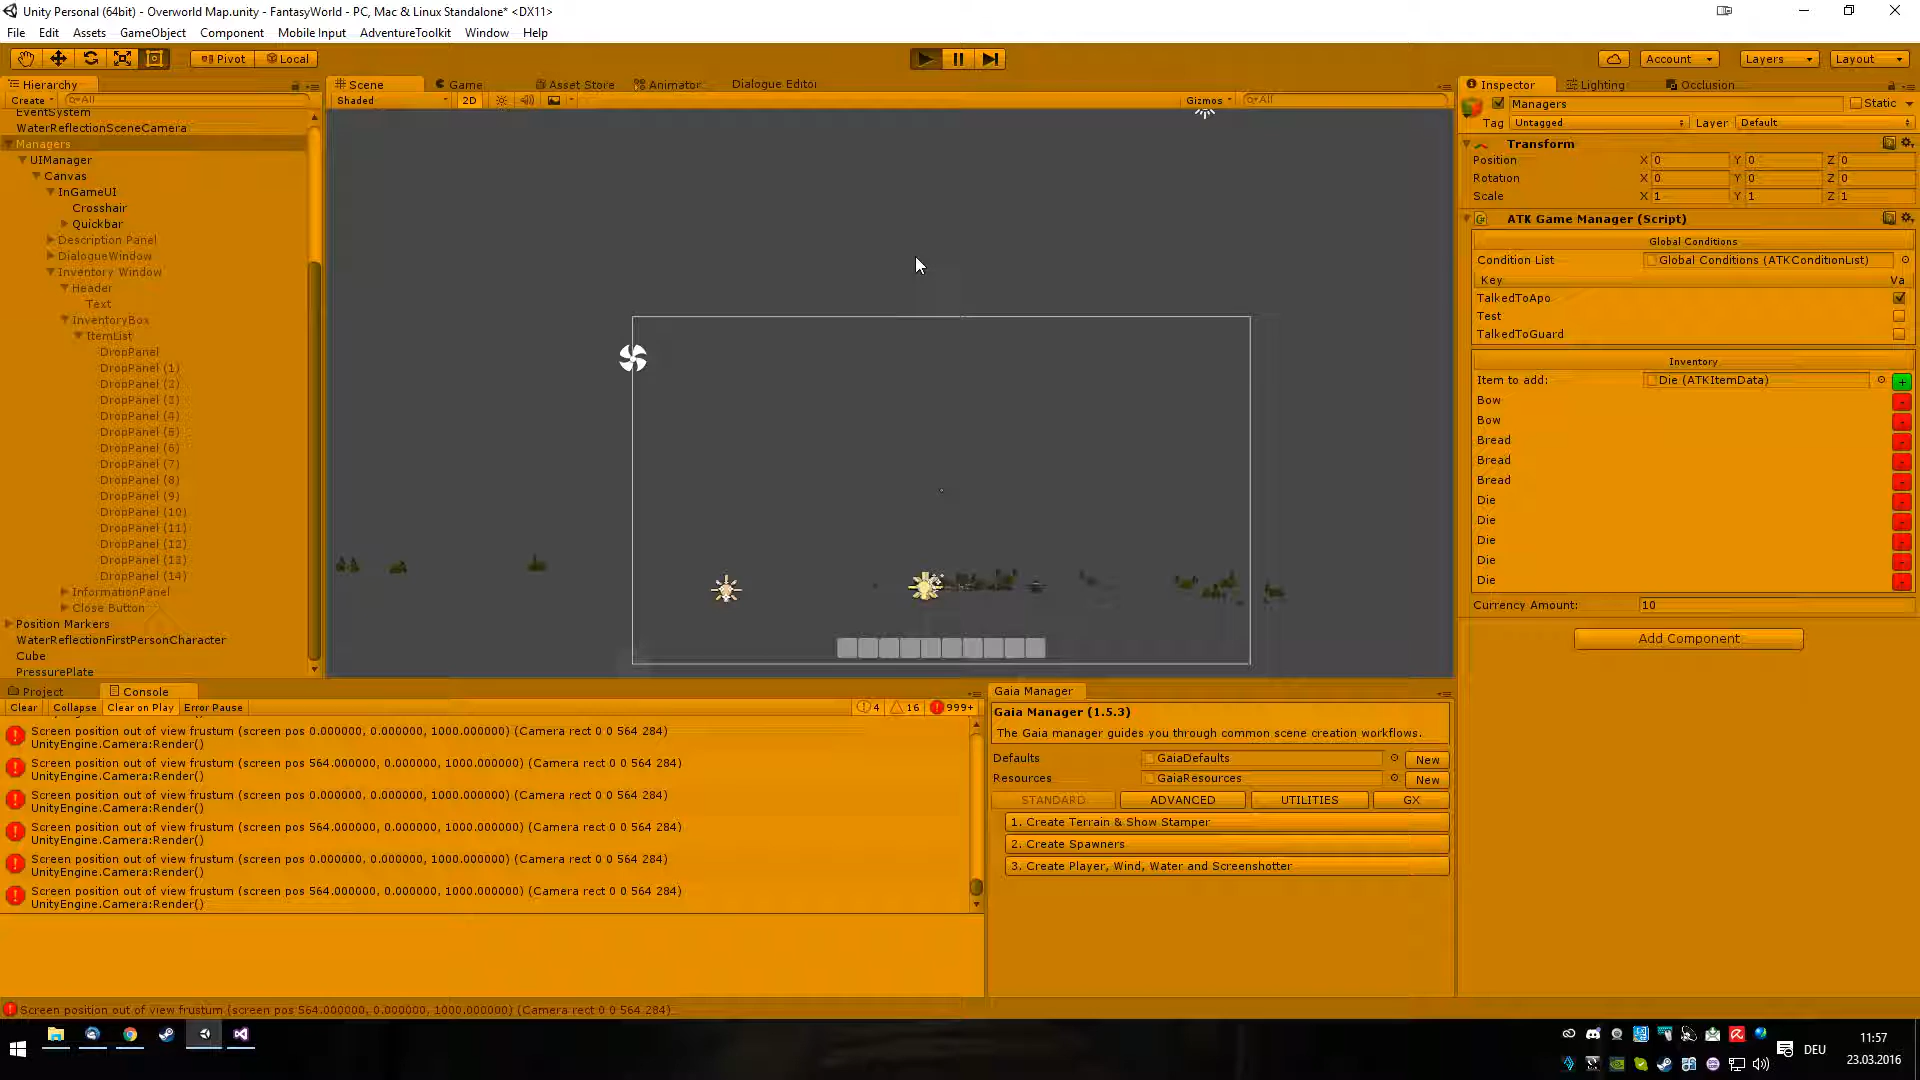 Unity Personal (64bit) - Overworld Map.unity - FantasyWorld - PC, Mac & Linux Standalone* <DX11>
File Edit Assets GameObject Component Mobile Input AdventureToolkit Window Help
Pivot Local Account Layers Layout
Hierarchy
Create All
EventSystem
WaterReflectionSceneCamera
Managers
UIManager
Canvas
InGameUI
Crosshair
Quickbar
Description Panel
DialogueWindow
Inventory Window
Header
Text
InventoryBox
ItemList
DropPanel
DropPanel (1)
DropPanel (2)
DropPanel (3)
DropPanel (4)
DropPanel (5)
DropPanel (6)
DropPanel (7)
DropPanel (8)
DropPanel (9)
DropPanel (10)
DropPanel (11)
DropPanel (12)
DropPanel (13)
DropPanel (14)
InformationPanel
Close Button
Position Markers
WaterReflectionFirstPersonCharacter
Cube
PressurePlate
Scene Game Asset Store Animator Dialogue Editor
Shaded 2D Gizmos All
Inspector Lighting Occlusion
Managers Static
Tag Untagged Layer Default
Transform
Position X 0 Y 0 Z 0
Rotation X 0 Y 0 Z 0
Scale X 1 Y 1 Z 1
ATK Game Manager (Script)
Global Conditions
Condition List Global Conditions (ATKConditionList)
Key Va
TalkedToApo
Test
TalkedToGuard
Inventory
Item to add: Die (ATKItemData)
Bow
Bow
Bread
Bread
Bread
Die
Die
Die
Die
Die
Currency Amount: 10
Add Component
Project Console
Clear Collapse Clear on Play Error Pause 4 16 999+
Screen position out of view frustum (screen pos 0.000000, 0.000000, 1000.000000) (Camera rect 0 0 564 284)
UnityEngine.Camera:Render()
Screen position out of view frustum (screen pos 564.000000, 0.000000, 1000.000000) (Camera rect 0 0 564 284)
UnityEngine.Camera:Render()
Screen position out of view frustum (screen pos 0.000000, 0.000000, 1000.000000) (Camera rect 0 0 564 284)
UnityEngine.Camera:Render()
Screen position out of view frustum (screen pos 564.000000, 0.000000, 1000.000000) (Camera rect 0 0 564 284)
UnityEngine.Camera:Render()
Screen position out of view frustum (screen pos 0.000000, 0.000000, 1000.000000) (Camera rect 0 0 564 284)
UnityEngine.Camera:Render()
Screen position out of view frustum (screen pos 564.000000, 0.000000, 1000.000000) (Camera rect 0 0 564 284)
UnityEngine.Camera:Render()
Gaia Manager
Gaia Manager (1.5.3)
The Gaia manager guides you through common scene creation workflows.
Defaults GaiaDefaults New
Resources GaiaResources New
STANDARD ADVANCED UTILITIES GX
1. Create Terrain & Show Stamper
2. Create Spawners
3. Create Player, Wind, Water and Screenshotter
Screen position out of view frustum (screen pos 564.000000, 0.000000, 1000.000000) (Camera rect 0 0 564 284)
DEU
11:57
23.03.2016